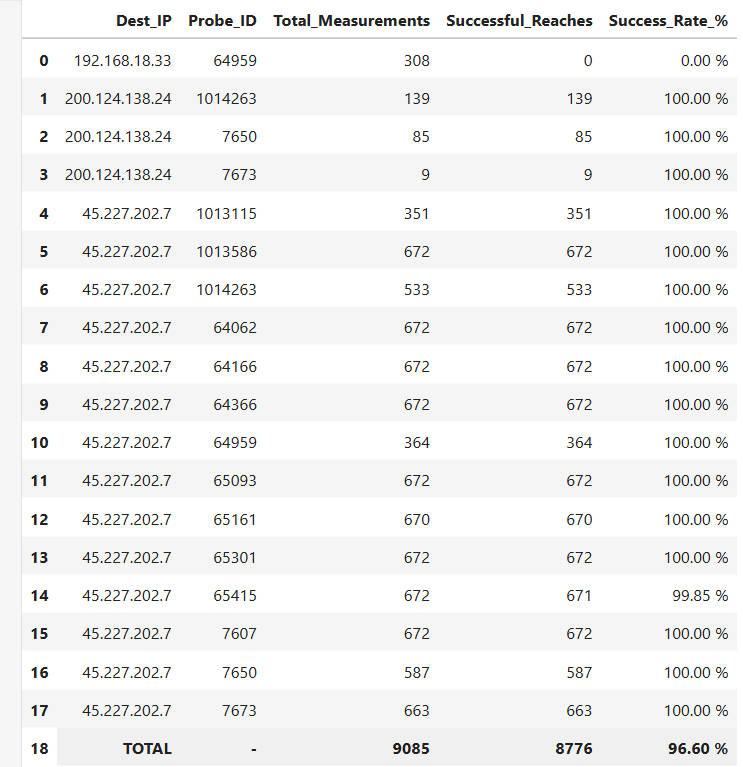 Dest_IP Probe_ID Total_Measurements Successful_Reaches Success_Rate_%
0 192.168.18.33 64959 308 0 0.00 %
1 200.124.138.24 1014263 139 139 100.00 %
2 200.124.138.24 7650 85 85 100.00 %
3 200.124.138.24 7673 9 9 100.00 %
4 45.227.202.7 1013115 351 351 100.00 %
5 45.227.202.7 1013586 672 672 100.00 %
6 45.227.202.7 1014263 533 533 100.00 %
7 45.227.202.7 64062 672 672 100.00 %
8 45.227.202.7 64166 672 672 100.00 %
9 45.227.202.7 64366 672 672 100.00 %
10 45.227.202.7 64959 364 364 100.00 %
11 45.227.202.7 65093 672 672 100.00 %
12 45.227.202.7 65161 670 670 100.00 %
13 45.227.202.7 65301 672 672 100.00 %
14 45.227.202.7 65415 672 671 99.85 %
15 45.227.202.7 7607 672 672 100.00 %
16 45.227.202.7 7650 587 587 100.00 %
17 45.227.202.7 7673 663 663 100.00 %
18 TOTAL - 9085 8776 96.60 %